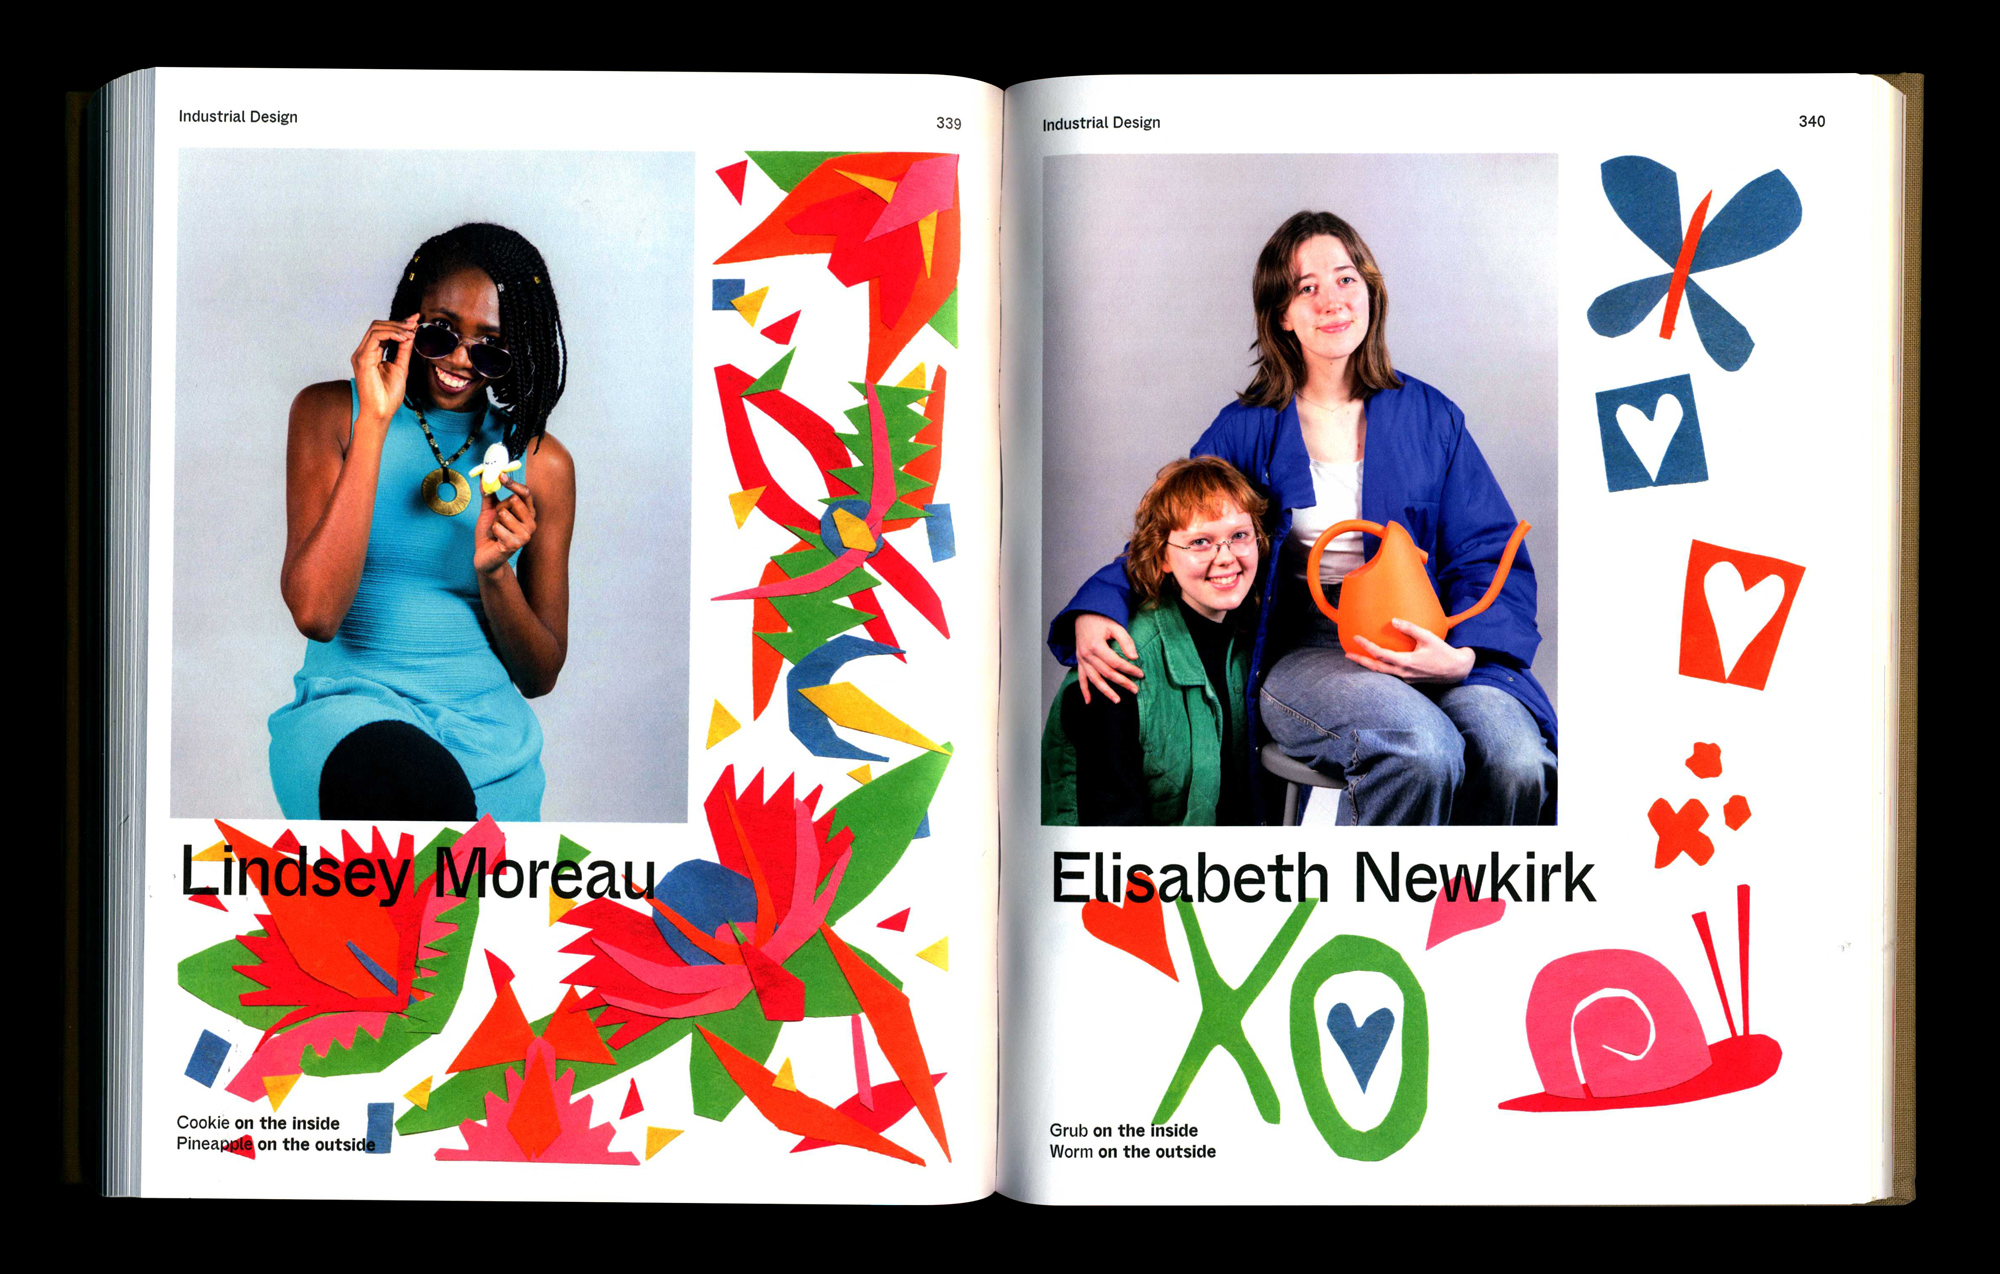 Industrial Design
339
Lindsey Moreau
Cookie on the inside
Pineapple on the outside
Industrial Design
340
Elisabeth Newkirk
XO
Grub on the inside
Worm on the outside